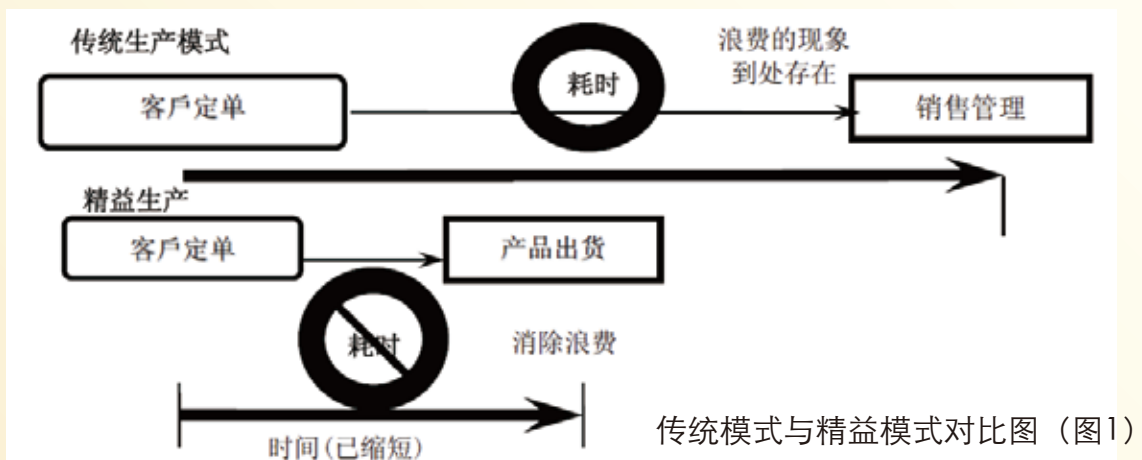 传统生产模式
客戶定单
耗时
浪费的现象
到处存在
销售管理
精益生产
客戶定单
产品出货
耗时
消除浪费
时间(已缩短)
传统模式与精益模式对比图（图1）